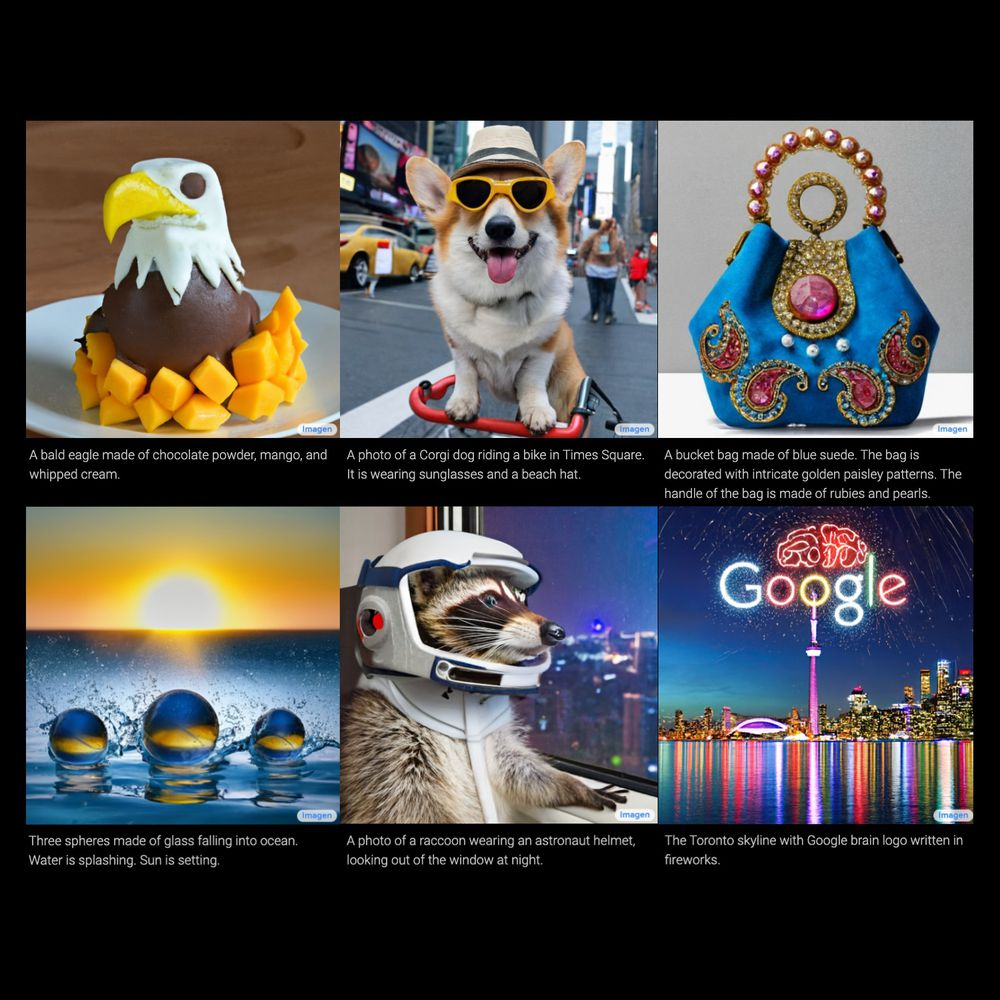 Imagen
Imagen
Imagen
A bald eagle made of chocolate powder, mango, and
whipped cream.
A photo of a Corgi dog riding a bike in Times Square.
It is wearing sunglasses and a beach hat.
A bucket bag made of blue suede. The bag is
decorated with intricate golden paisley patterns. The
handle of the bag is made of rubies and pearls.
Google
Imagen
Imagen
Imagen
Three spheres made of glass falling into ocean.
Water is splashing. Sun is setting.
A photo of a raccoon wearing an astronaut helmet,
looking out of the window at night.
The Toronto skyline with Google brain logo written in
fireworks.